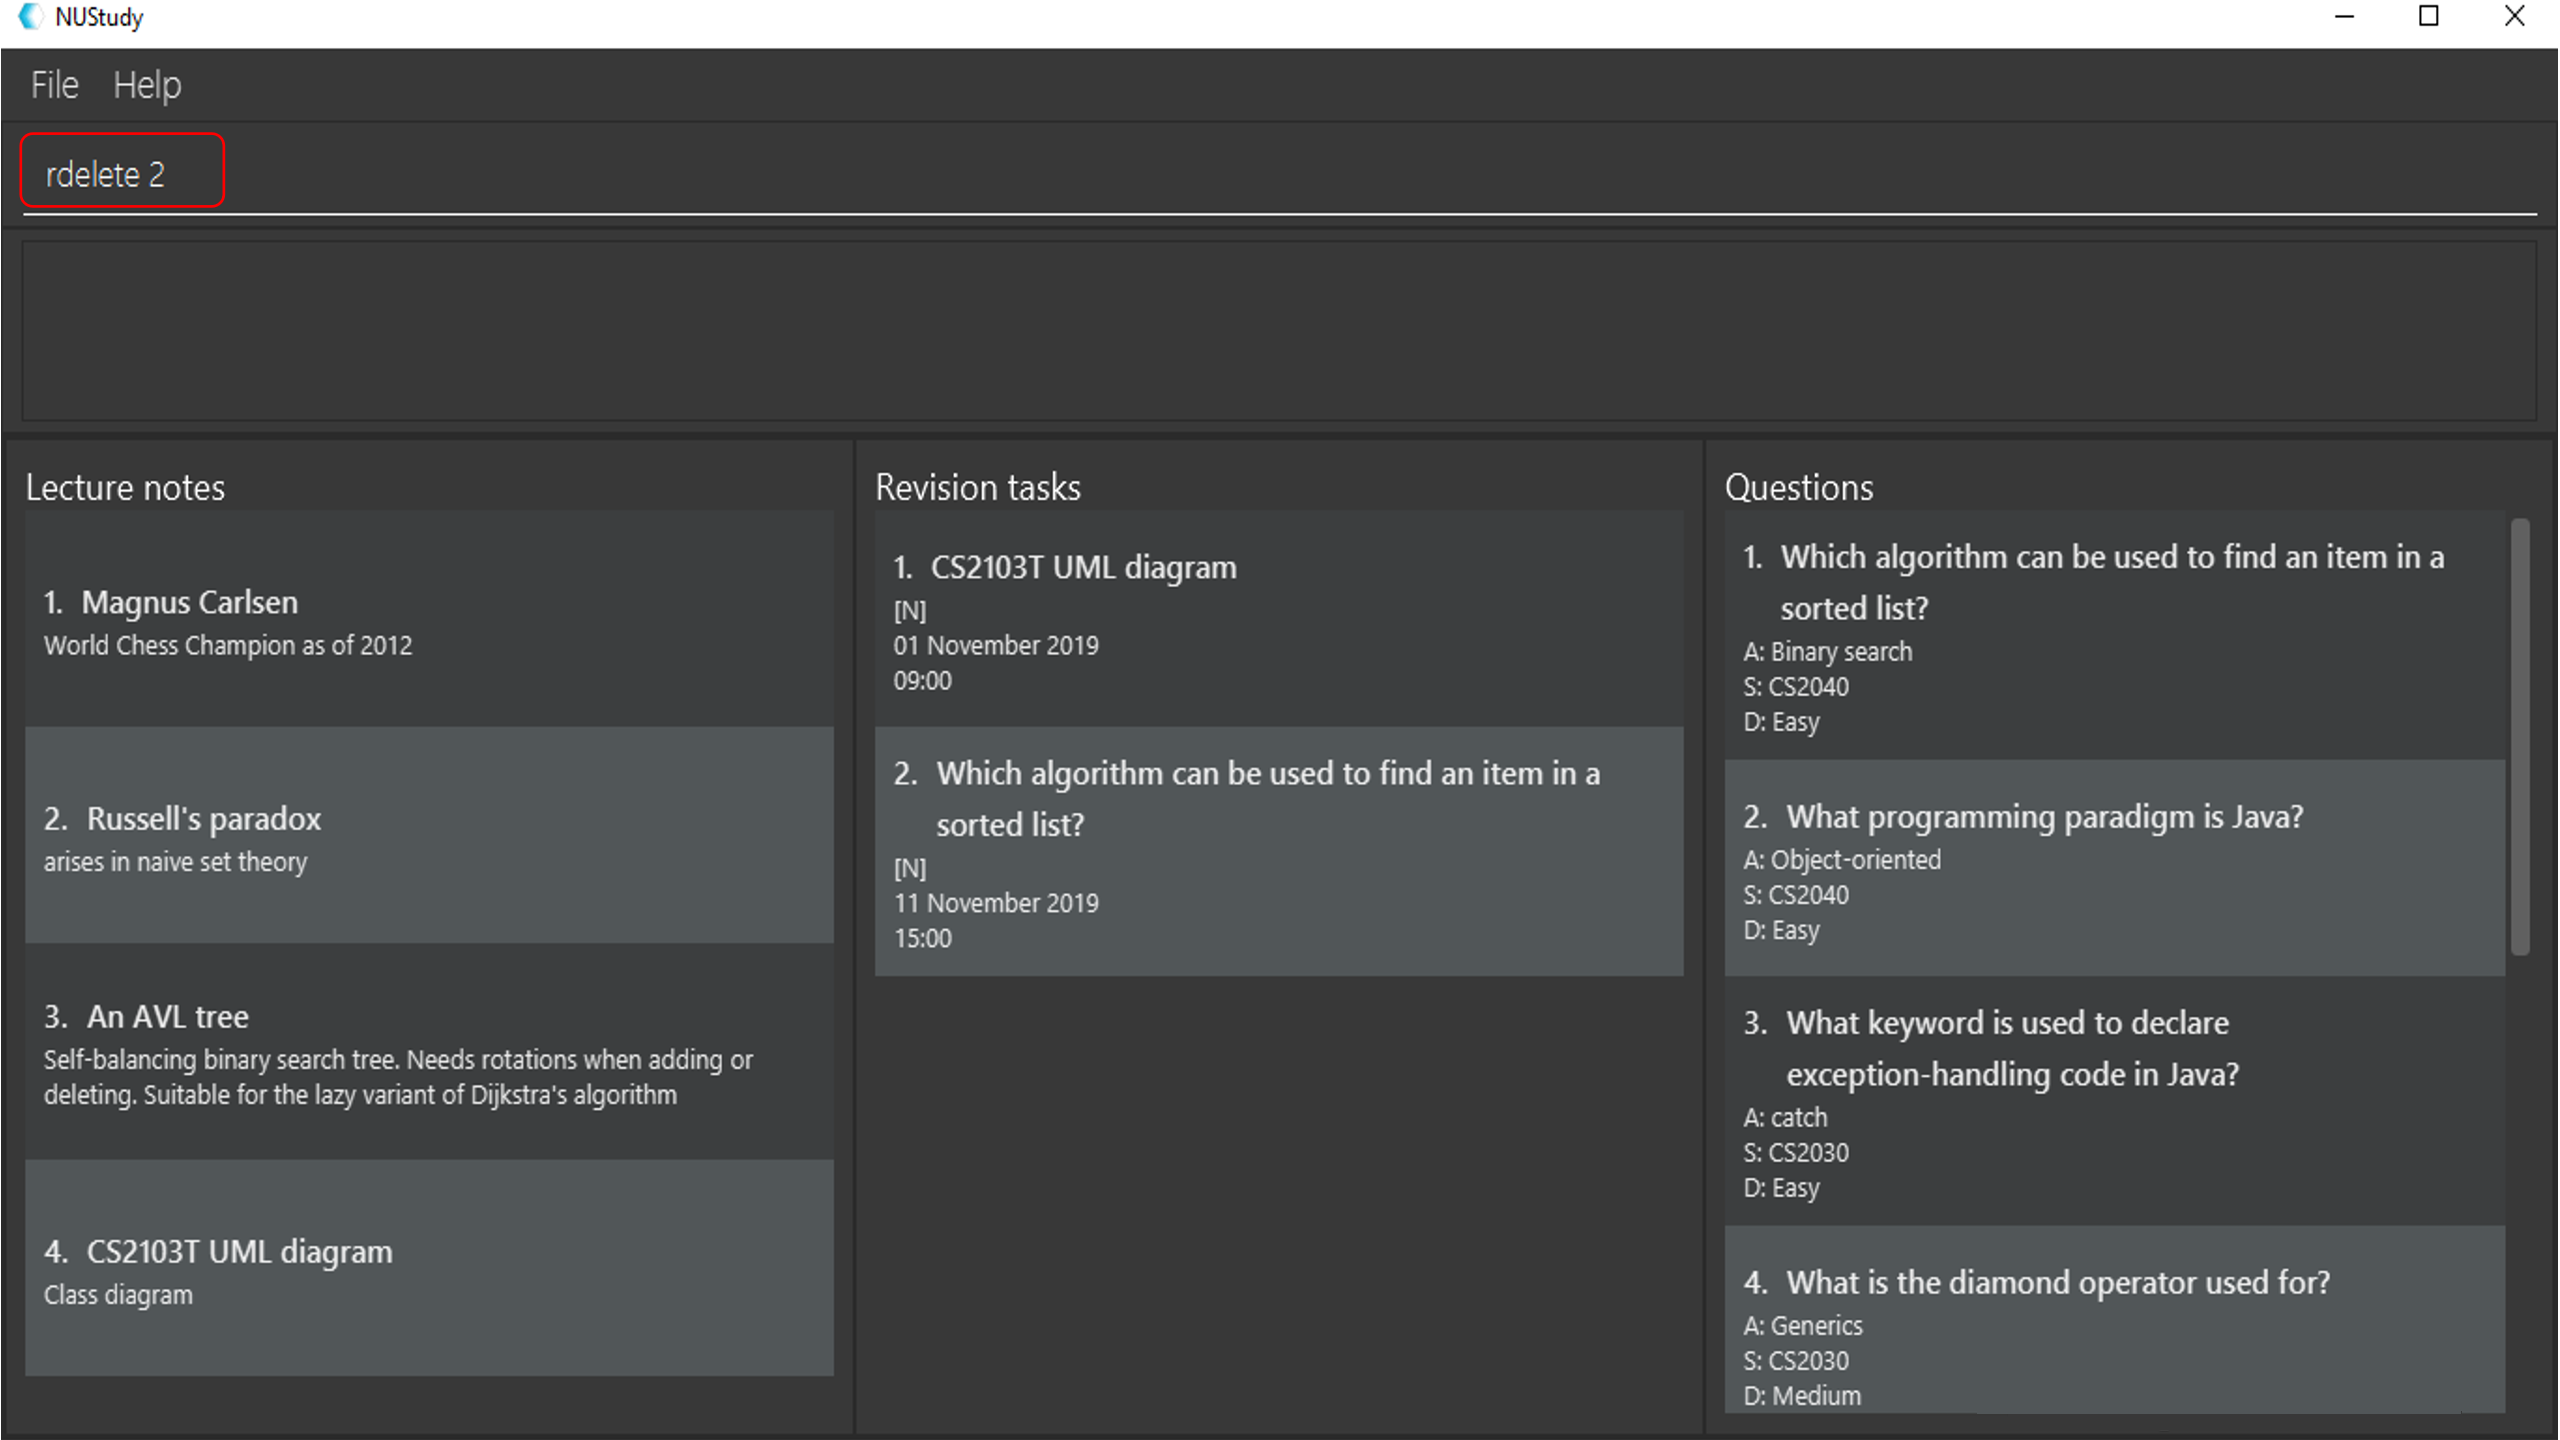 NUStudy
File Help
rdelete 2
Lecture notes
1. Magnus Carlsen
World Chess Champion as of 2012
2. Russell's paradox
arises in naive set theory
3. An AVL tree
Self-balancing binary search tree. Needs rotations when adding or
deleting. Suitable for the lazy variant of Dijkstra's algorithm
4. CS2103T UML diagram
Class diagram
Revision tasks
1. CS2103T UML diagram
[N]
01 November 2019
09:00
2. Which algorithm can be used to find an item in a
sorted list?
[N]
11 November 2019
15:00
Questions
1. Which algorithm can be used to find an item in a
sorted list?
A: Binary search
S: CS2040
D: Easy
2. What programming paradigm is Java?
A: Object-oriented
S: CS2040
D: Easy
3. What keyword is used to declare
exception-handling code in Java?
A: catch
S: CS2030
D: Easy
4. What is the diamond operator used for?
A: Generics
S: CS2030
D: Medium